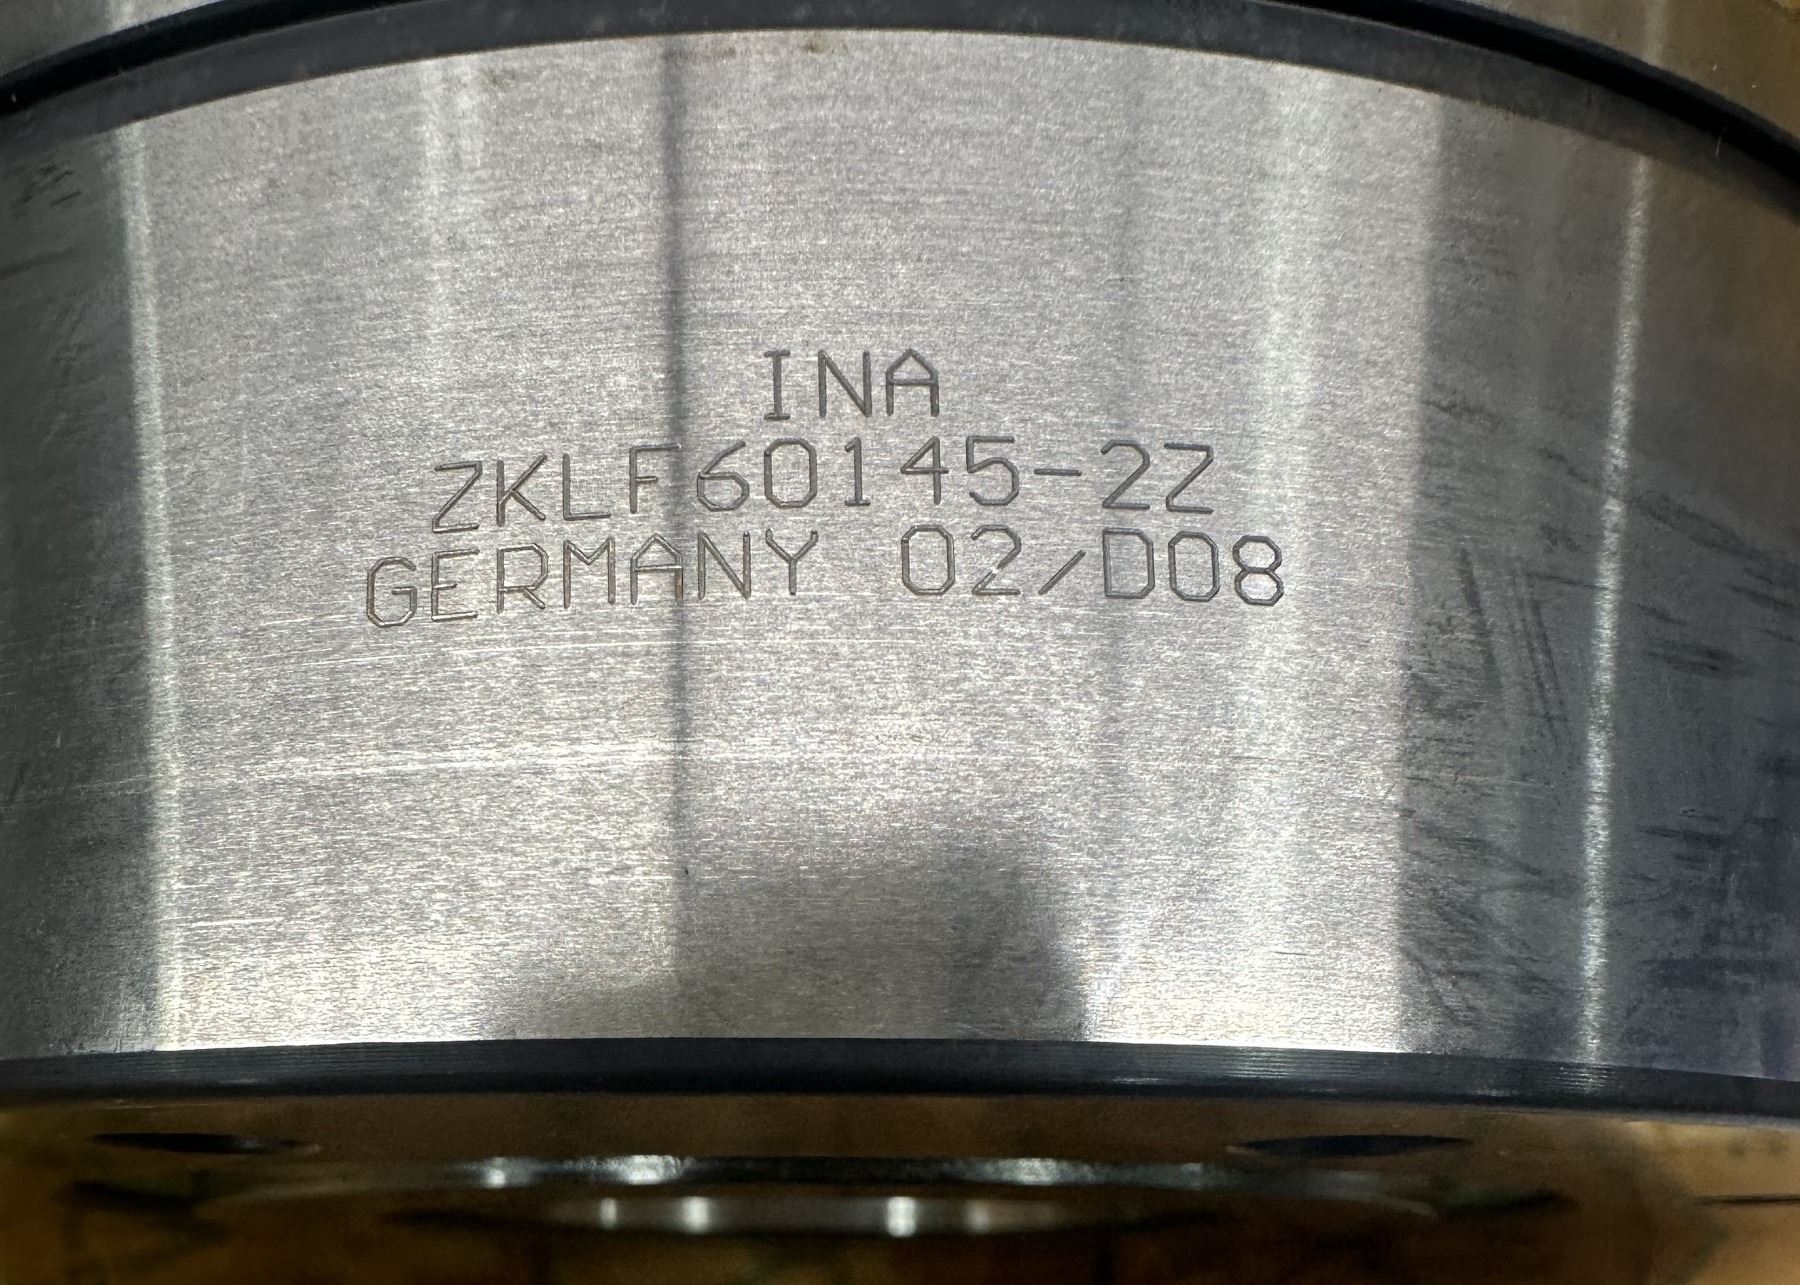 INA
ZKLF60145-2Z
GERMANY 02/D08